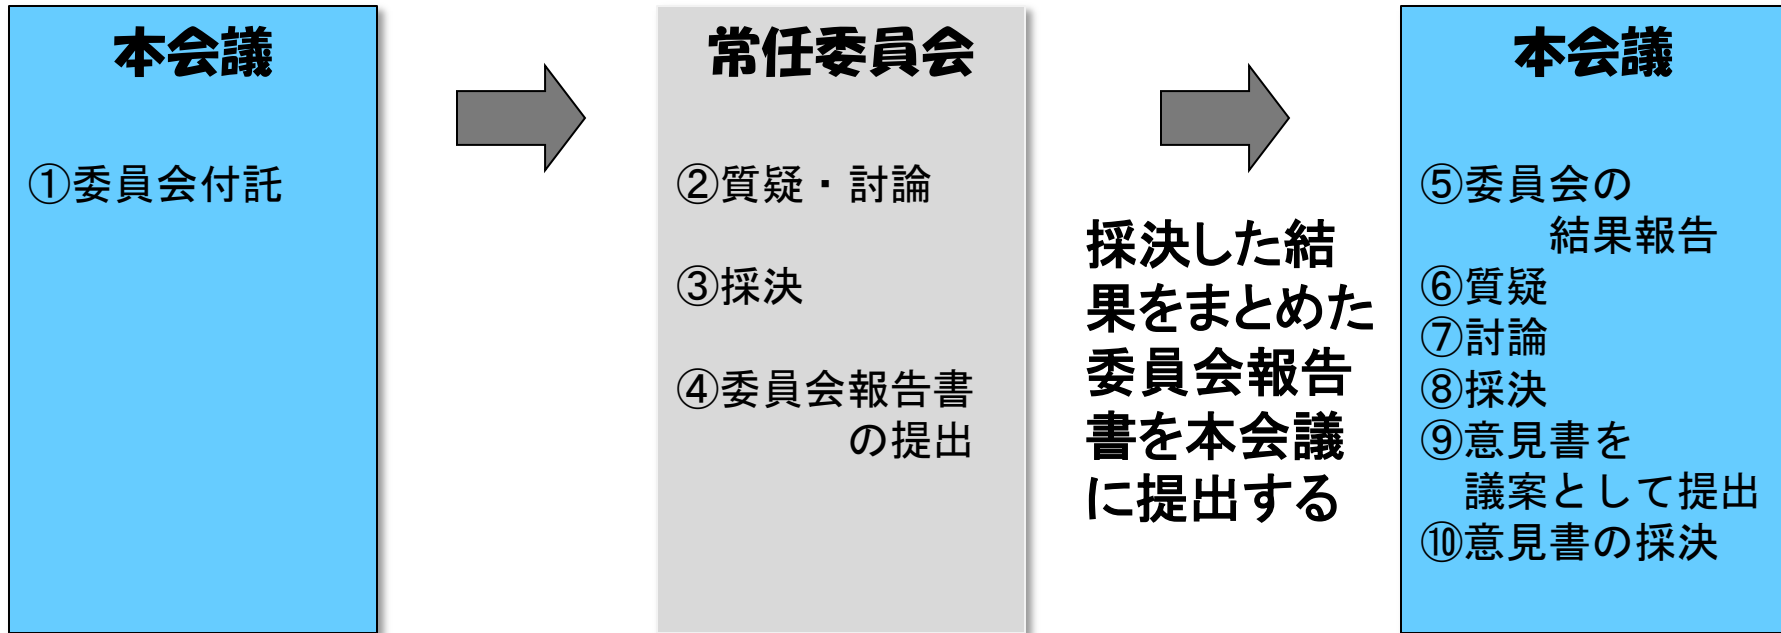 本会議
①委員会付託
常任委員会
②質疑・討論
③採決
④委員会報告書
の提出
採決した結
果をまとめた
委員会報告
書を本会議
に提出する
本会議
⑤委員会の
結果報告
⑥質疑
⑦討論
⑧採決
⑨意見書を
議案として提出
⑩意見書の採決